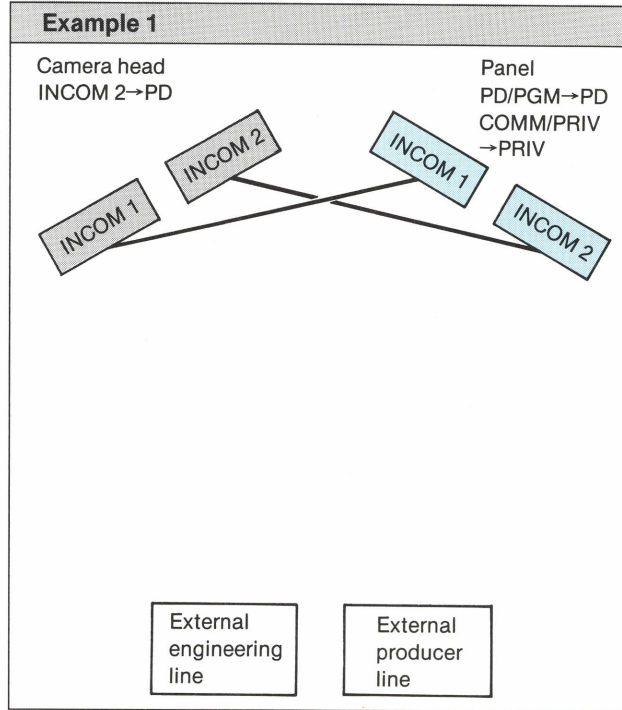 Example 1
Camera head
INCOM 2→PD
Panel
PD/PGM→PD
COMM/PRIV
→PRIV
INCOM 1
INCOM 2
INCOM 1
INCOM 2
External
engineering
line
External
producer
line